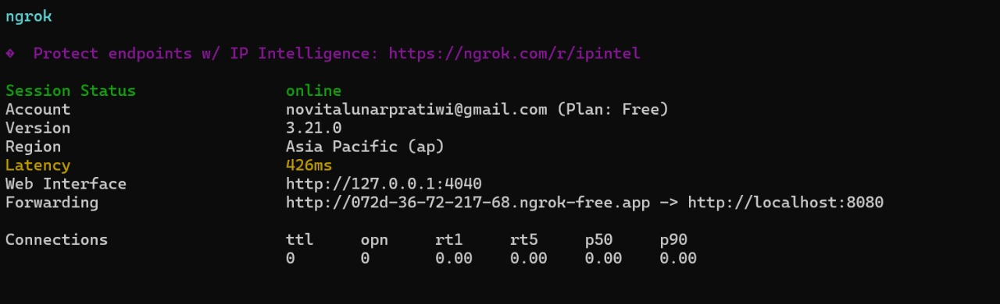 ngrok
� Protect endpoints w/ IP Intelligence: https://ngrok.com/r/ipintel
Session Status online
Account novitalunarpratiwi@gmail.com (Plan: Free)
Version 3.21.0
Region Asia Pacific (ap)
Latency 426ms
Web Interface http://127.0.0.1:4040
Forwarding http://072d-36-72-217-68.ngrok-free.app -> http://localhost:8080
Connections ttl opn rt1 rt5 p50 p90
0 0 0.00 0.00 0.00 0.00